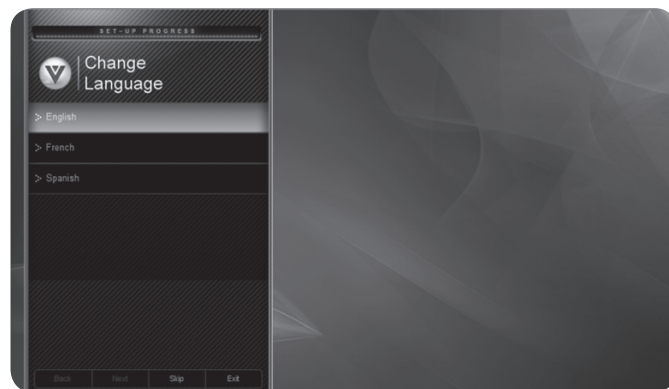 SET-UP PROGRESS
Change
Language
> English
> French
> Spanish
Back Next Skip Exit